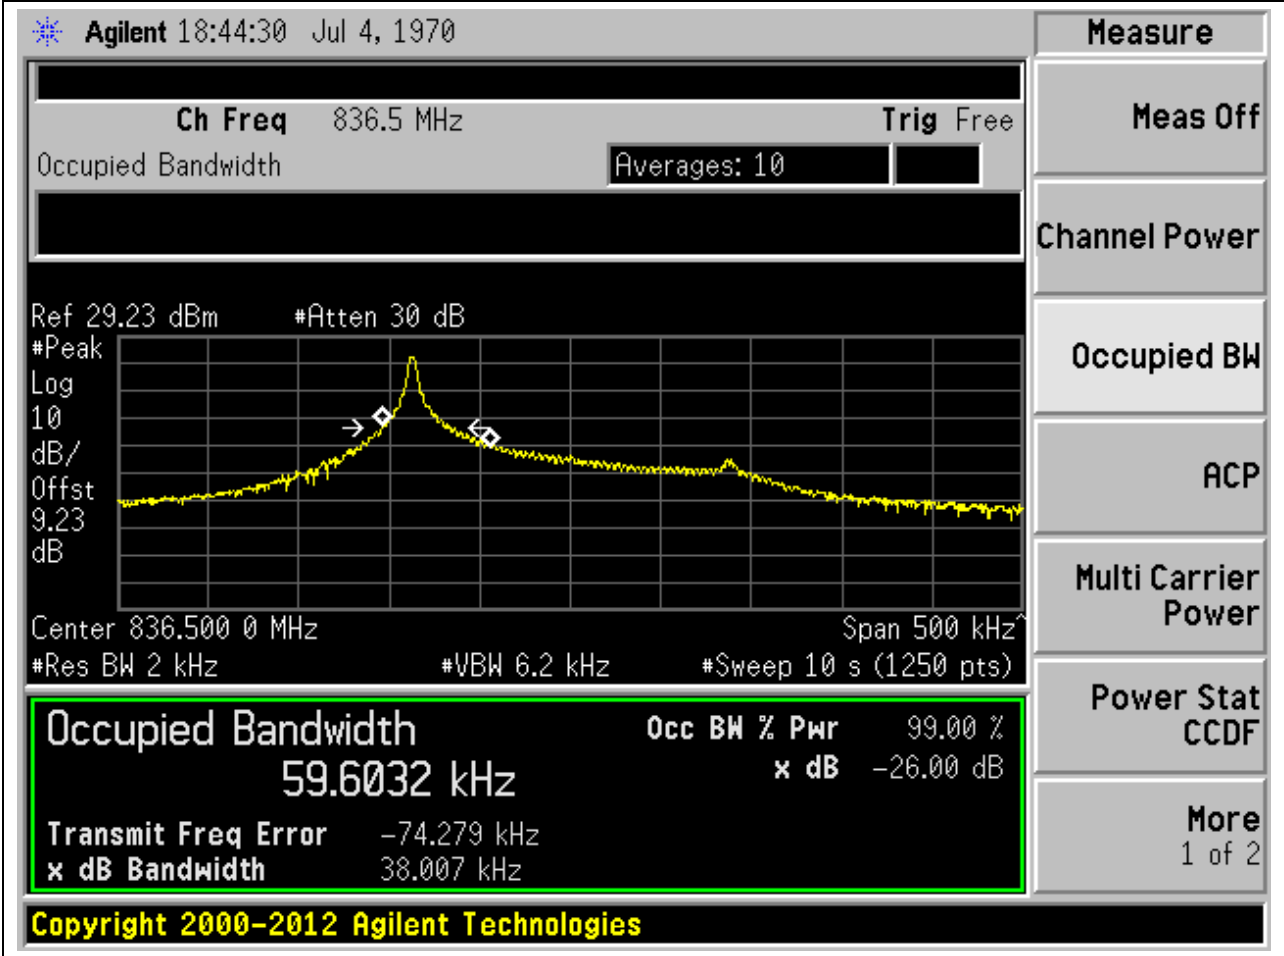 Agilent 18:44:30 Jul 4, 1970
Measure
Ch Freq 836.5 MHz Trig Free
Occupied Bandwidth Averages: 10
Meas Off
Channel Power
Ref 29.23 dBm #Atten 30 dB
#Peak
Log
10
dB/
Offst
9.23
dB
Center 836.500 0 MHz Span 500 kHz^
#Res BW 2 kHz #VBW 6.2 kHz #Sweep 10 s (1250 pts)
Occupied BW
ACP
Multi Carrier
Power
Occupied Bandwidth Occ BW % Pwr 99.00 %
59.6032 kHz x dB -26.00 dB
Transmit Freq Error -74.279 kHz
x dB Bandwidth 38.007 kHz
Power Stat
CCDF
More
1 of 2
Copyright 2000-2012 Agilent Technologies